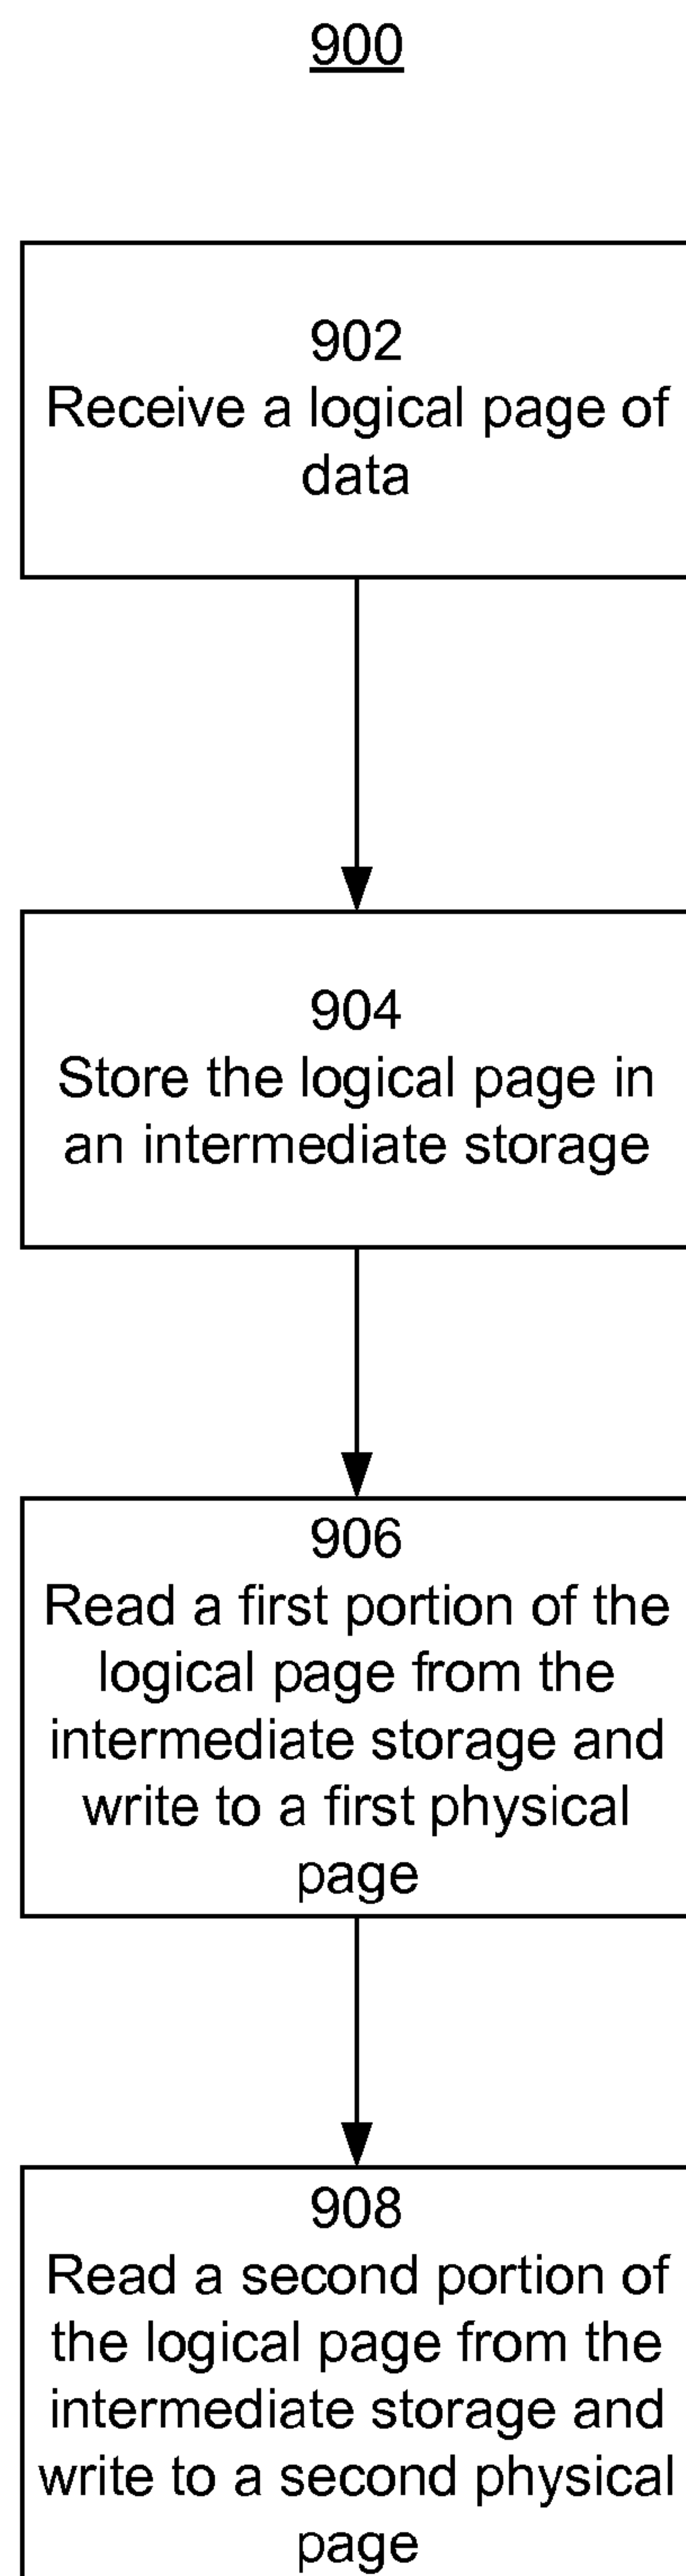 900
902
Receive a logical page of
data
904
Store the logical page in
an intermediate storage
906
Read a first portion of the
logical page from the
intermediate storage and
write to a first physical
page
908
Read a second portion of
the logical page from the
intermediate storage and
write to a second physical
page